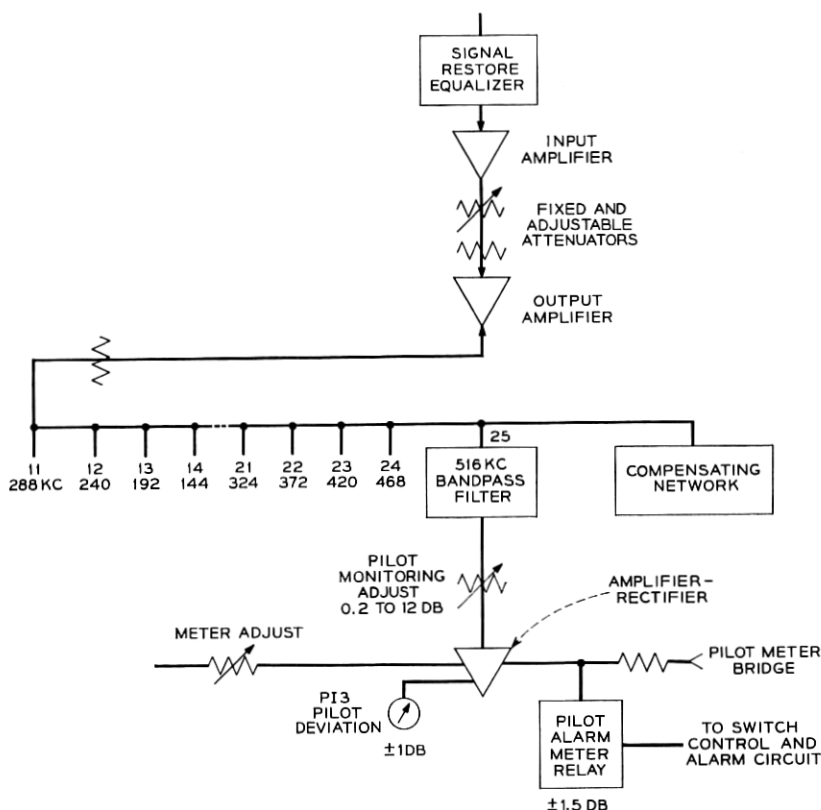 SIGNAL
RESTORE
EQUALIZER
INPUT
AMPLIFIER
FIXED AND
ADJUSTABLE
ATTENUATORS
OUTPUT
AMPLIFIER
11
288 KC
12
240
13
192
14
144
21
324
22
372
23
420
24
468
25
516 KC
BANDPASS
FILTER
COMPENSATING
NETWORK
PILOT
MONITORING
ADJUST
0.2 TO 12 DB
AMPLIFIER-
RECTIFIER
METER ADJUST
PILOT METER
BRIDGE
PI3
PILOT
DEVIATION
±1DB
PILOT
ALARM
METER
RELAY
±1.5 DB
TO SWITCH
CONTROL AND
ALARM CIRCUIT